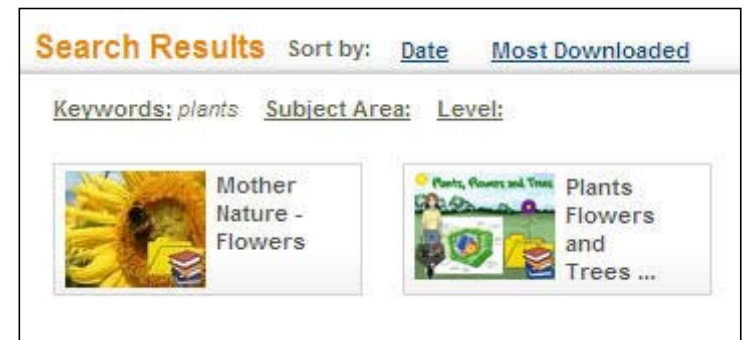 Search Results Sort by: Date Most Downloaded
Keywords: plants Subject Area: Level:
Mother
Nature -
Flowers
Plants, Flowers and Trees
Plants
Flowers
and
Trees ...